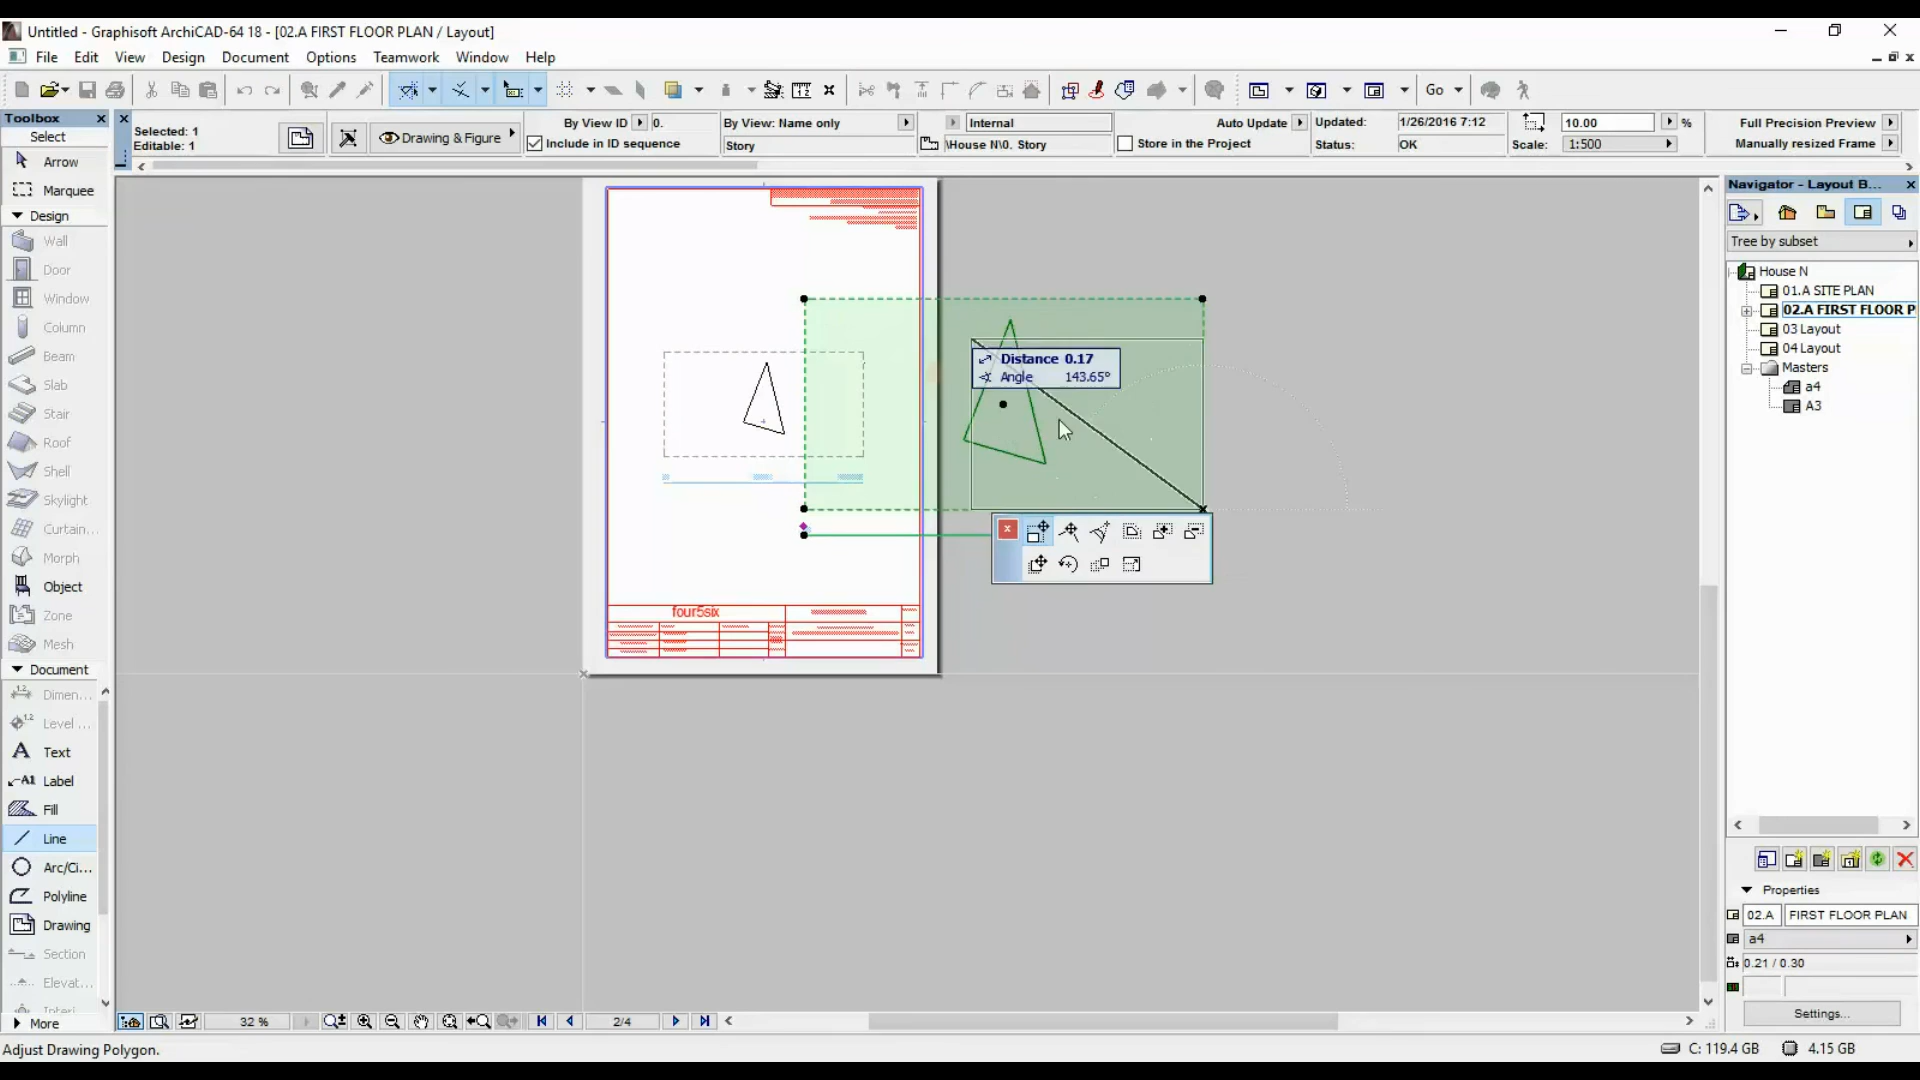 Untitled - Graphisoft ArchiCAD-64 18 - [02.A FIRST FLOOR PLAN / Layout]
File Edit View Design Document Options Teamwork Window Help
Go
Toolbox
Select
Arrow
Marquee
Design
Wall
Door
Window
Column
Beam
Slab
Stair
Roof
Shell
Skylight
Curtain...
Morph
Object
Zone
Mesh
Document
Dimen...
Level ...
Text
Label
Fill
Line
Arc/Ci...
Polyline
Drawing
Section
Elevat...
Interi
More
Selected: 1
Editable: 1
Drawing & Figure
By View ID 0.
Include in ID sequence
By View: Name only
Story
Internal
\House N\0. Story
Auto Update
Store in the Project
Updated: 1/26/2016 7:12
Status: OK
10.00 %
Scale: 1:500
Full Precision Preview
Manually resized Frame
Distance 0.17
Angle 143.65°
four5six
Navigator - Layout B...
Tree by subset
House N
01.A SITE PLAN
02.A FIRST FLOOR P
03 Layout
04 Layout
Masters
a4
A3
Properties
02.A FIRST FLOOR PLAN
a4
0.21 / 0.30
Settings...
32 %
2/4
Adjust Drawing Polygon.
C: 119.4 GB
4.15 GB